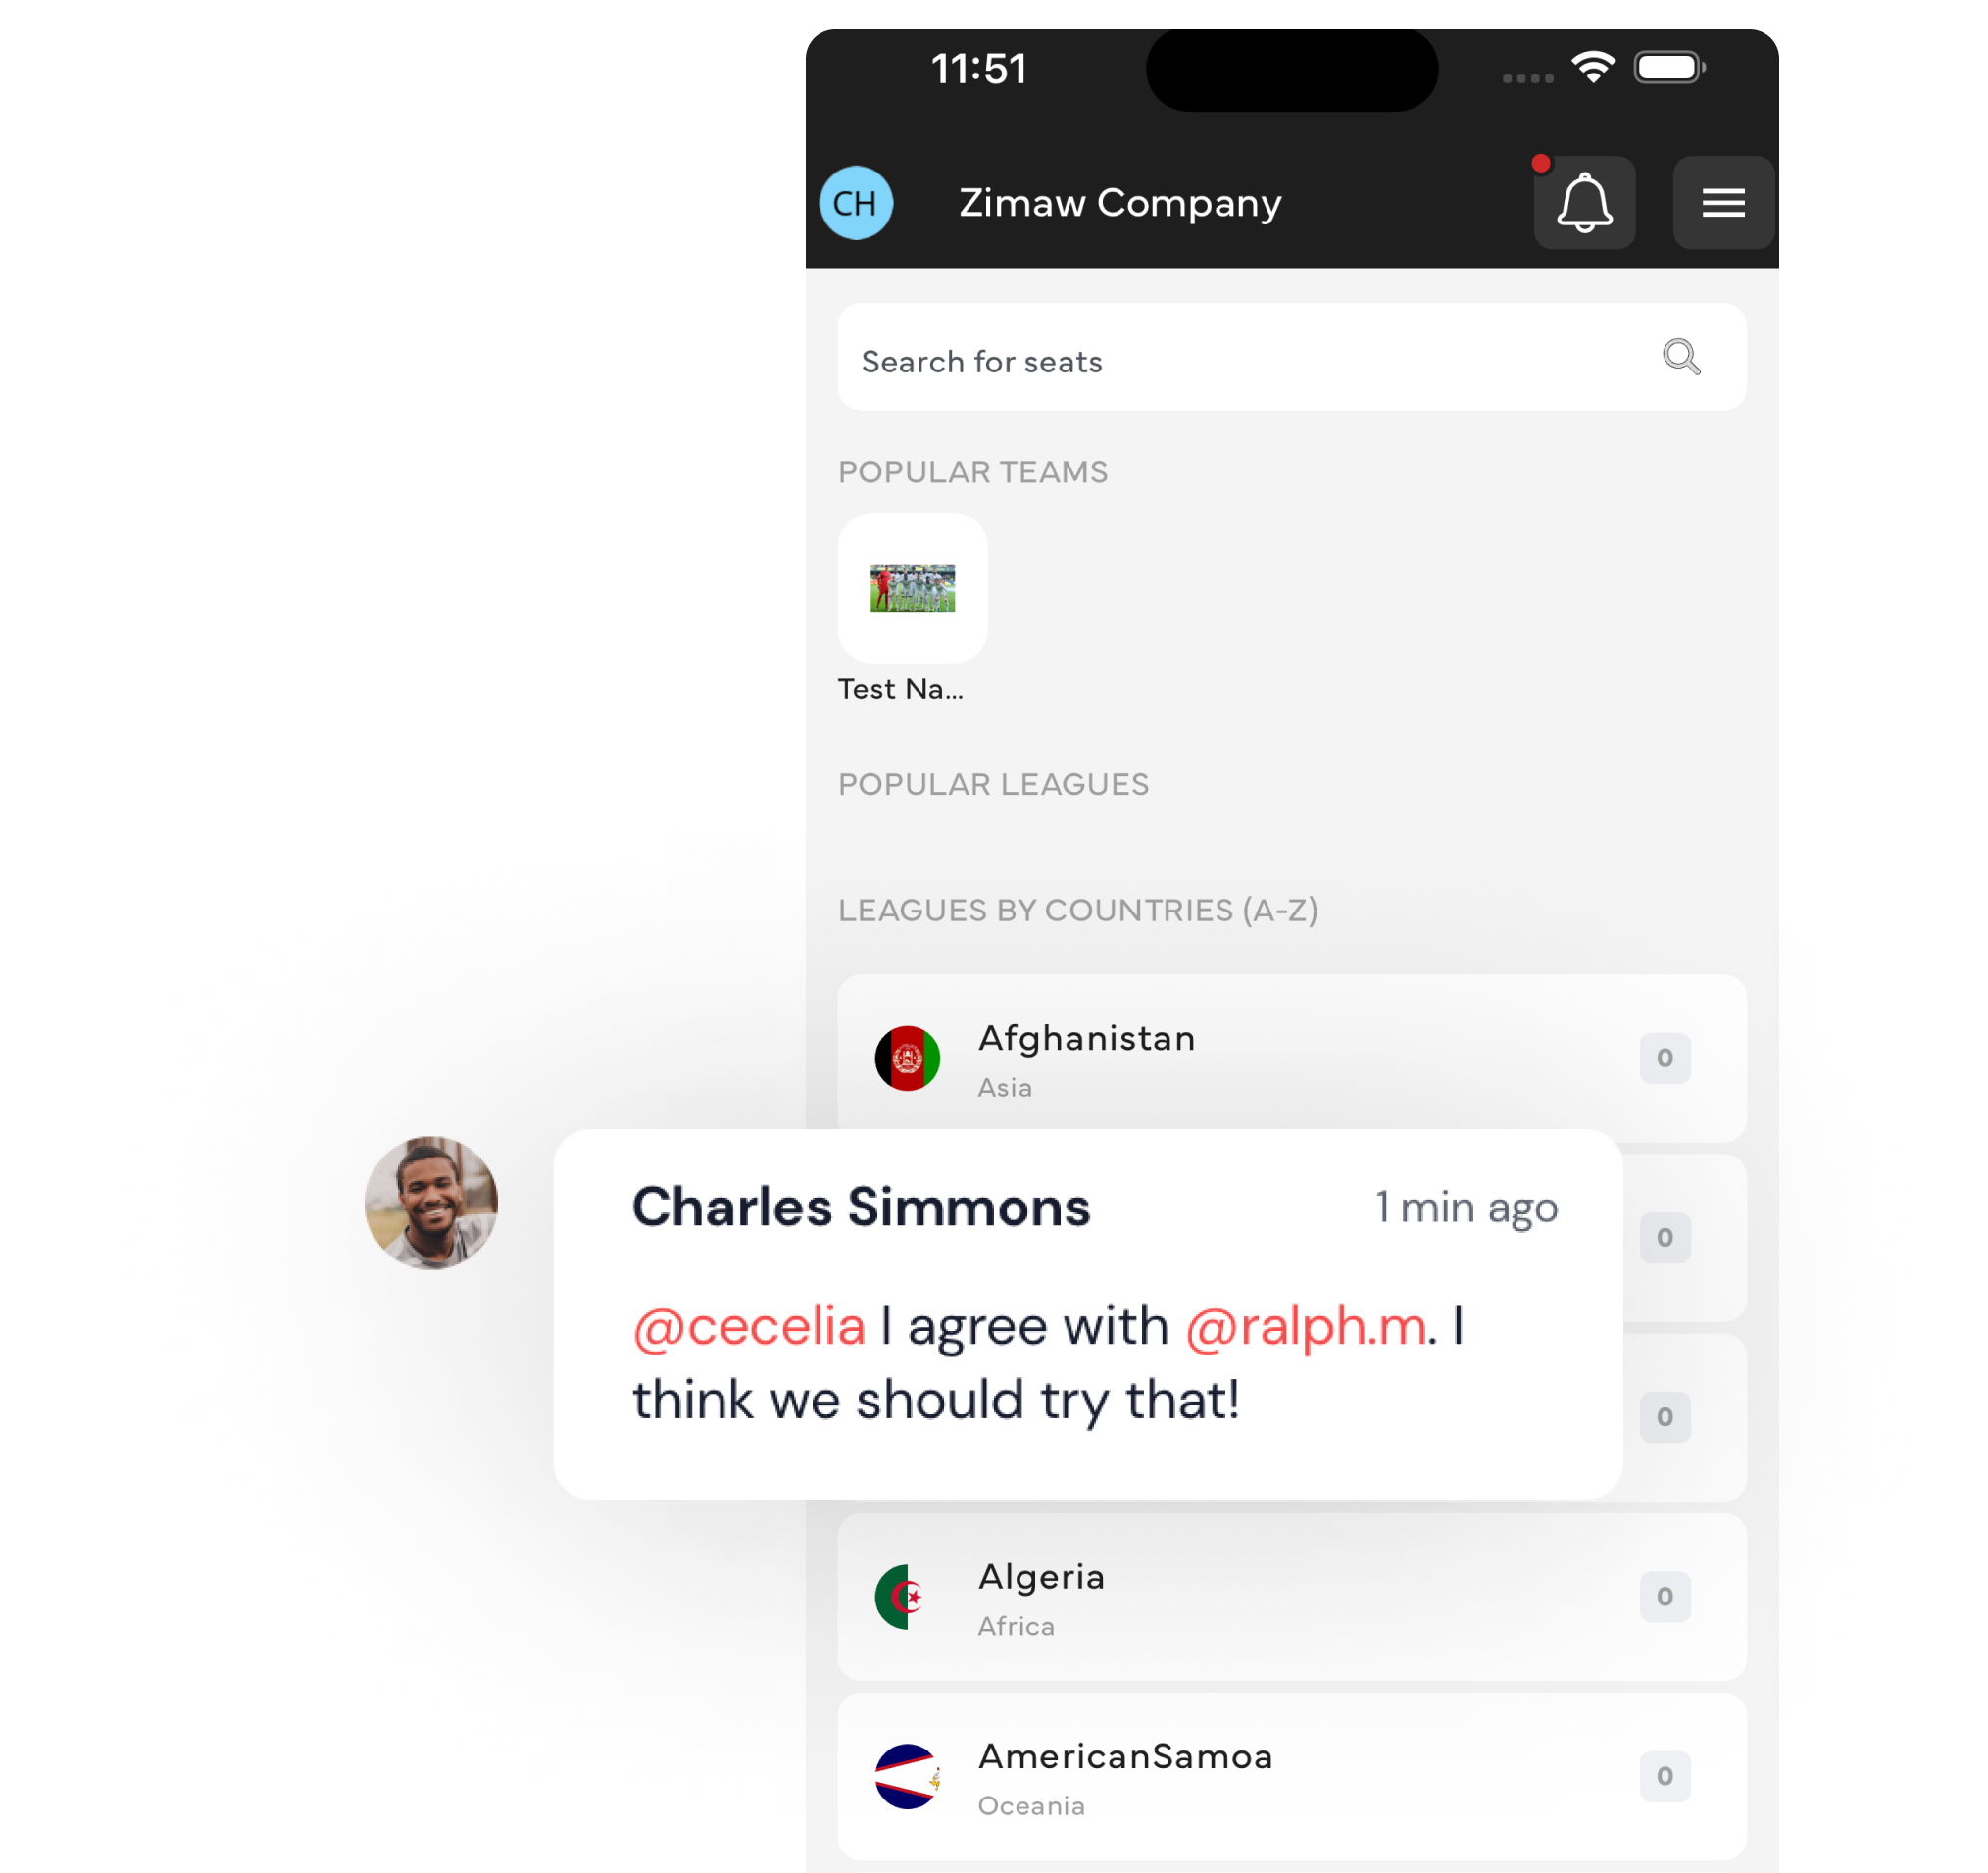 11:51
CH
Zimaw Company
Search for seats
POPULAR TEAMS
Test Na...
POPULAR LEAGUES
LEAGUES BY COUNTRIES (A-Z)
Afghanistan
0
Asia
Charles Simmons
1 min ago
0
@cecelia I agree with @ralph.m. I
think we should try that!
0
Algeria
0
Africa
AmericanSamoa
0
Oceania